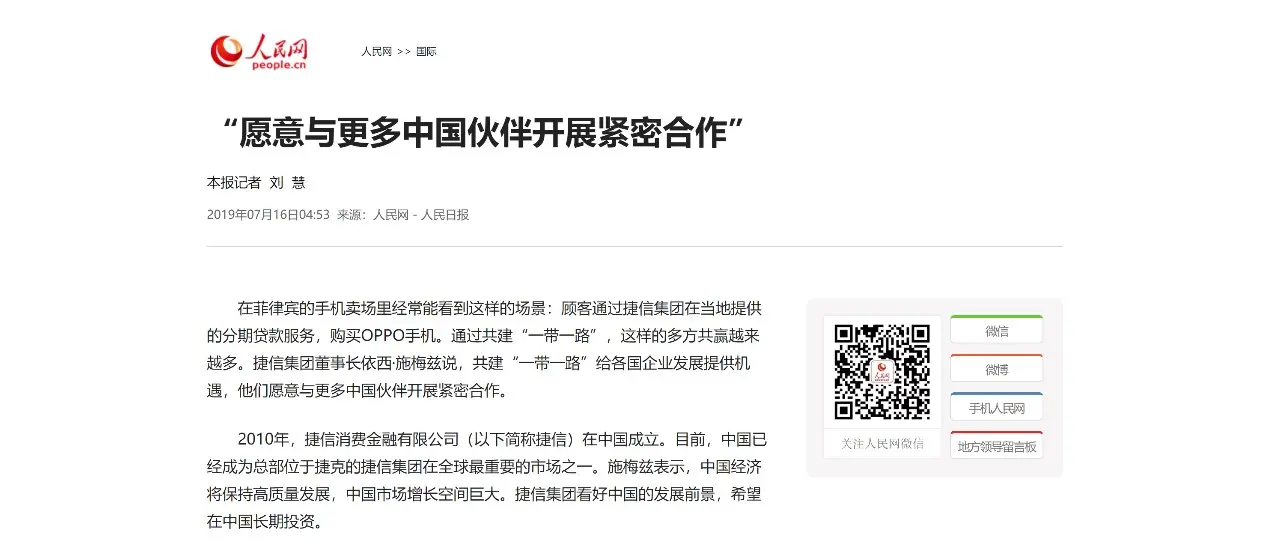 人民网
people.cn
人民网 >> 国际
“愿意与更多中国伙伴开展紧密合作”
本报记者 刘 慧
2019年07月16日04:53 来源：人民网－人民日报
在菲律宾的手机卖场里经常能看到这样的场景：顾客通过捷信集团在当地提供
的分期贷款服务，购买OPPO手机。通过共建“一带一路”，这样的多方共赢越来
越多。捷信集团董事长依西·施梅兹说，共建“一带一路”给各国企业发展提供机
遇，他们愿意与更多中国伙伴开展紧密合作。
2010年，捷信消费金融有限公司（以下简称捷信）在中国成立。目前，中国已
经成为总部位于捷克的捷信集团在全球最重要的市场之一。施梅兹表示，中国经济
将保持高质量发展，中国市场增长空间巨大。捷信集团看好中国的发展前景，希望
在中国长期投资。
人民网
关注人民网微信
微信
微博
手机人民网
地方领导留言板